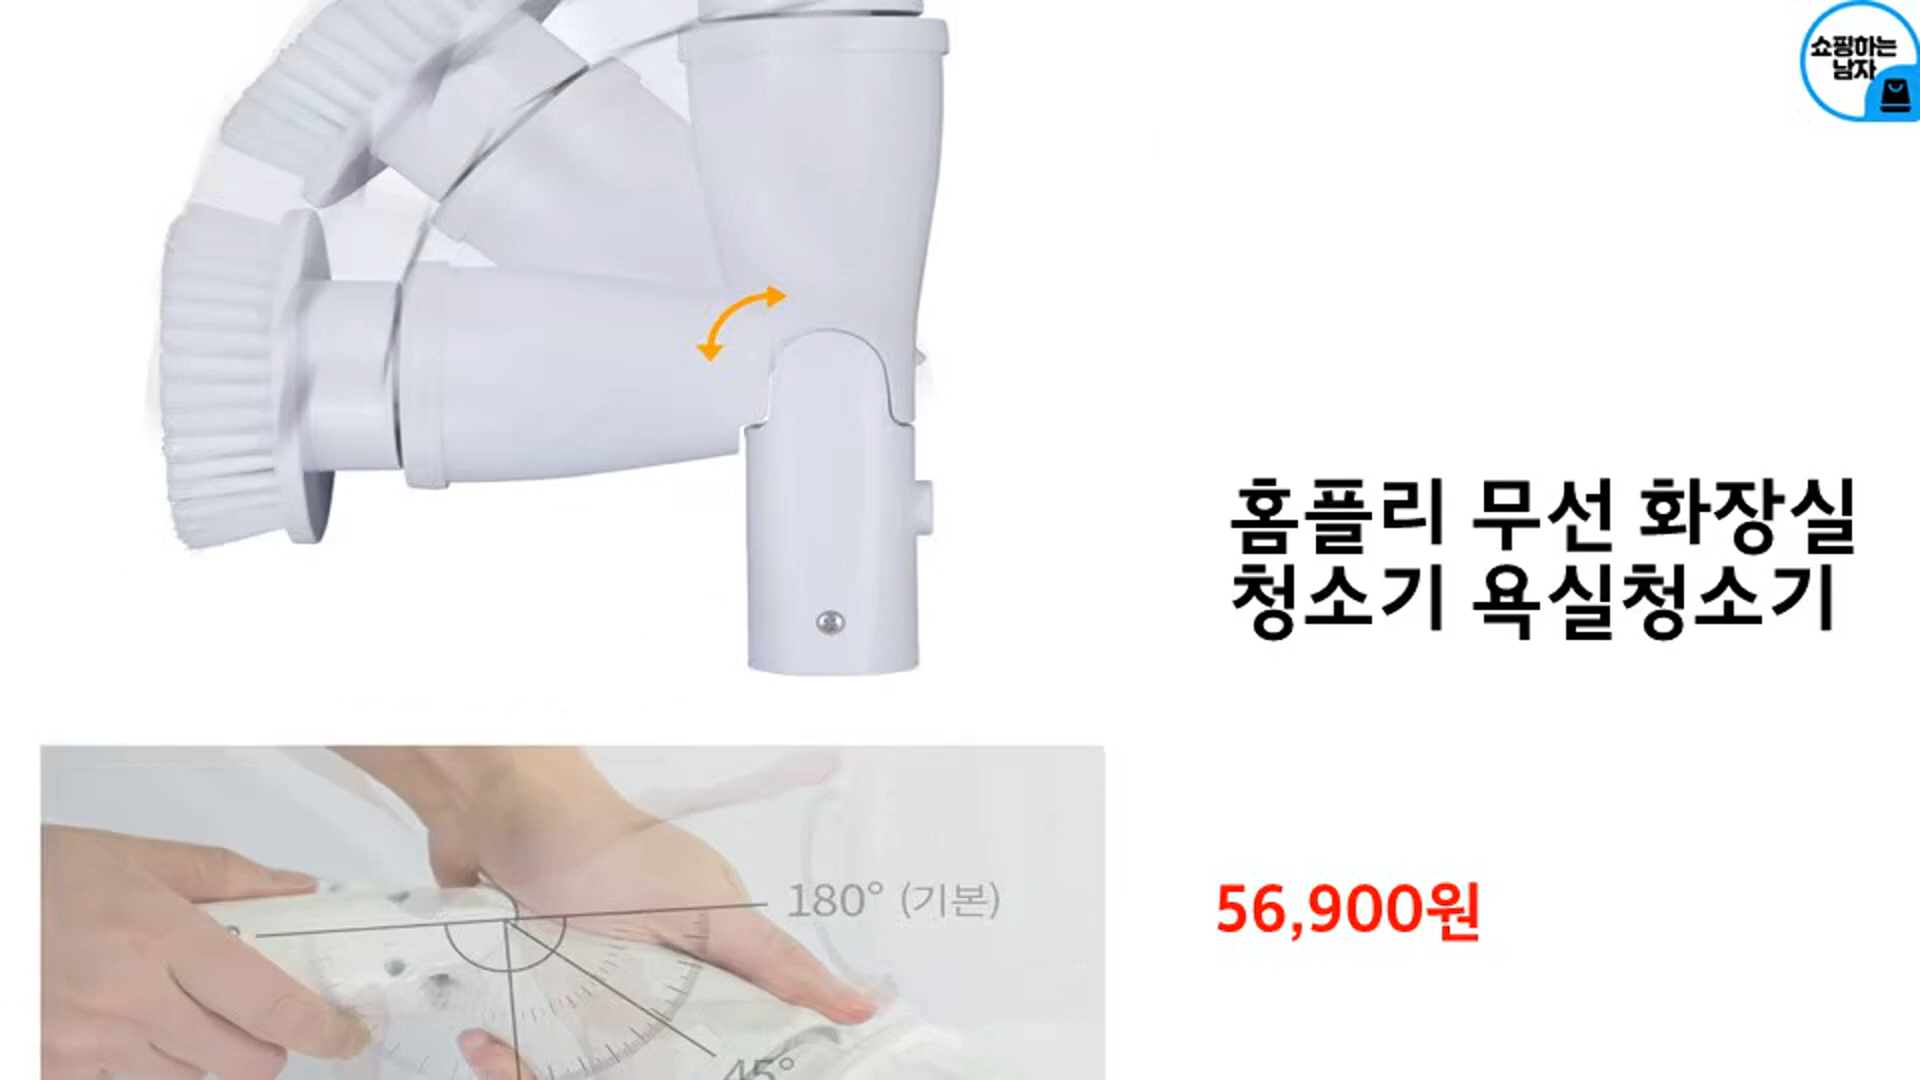 쇼핑하는
남자
홈플리 무선 화장실
청소기 욕실청소기
180° (기본)
45°
56,900원